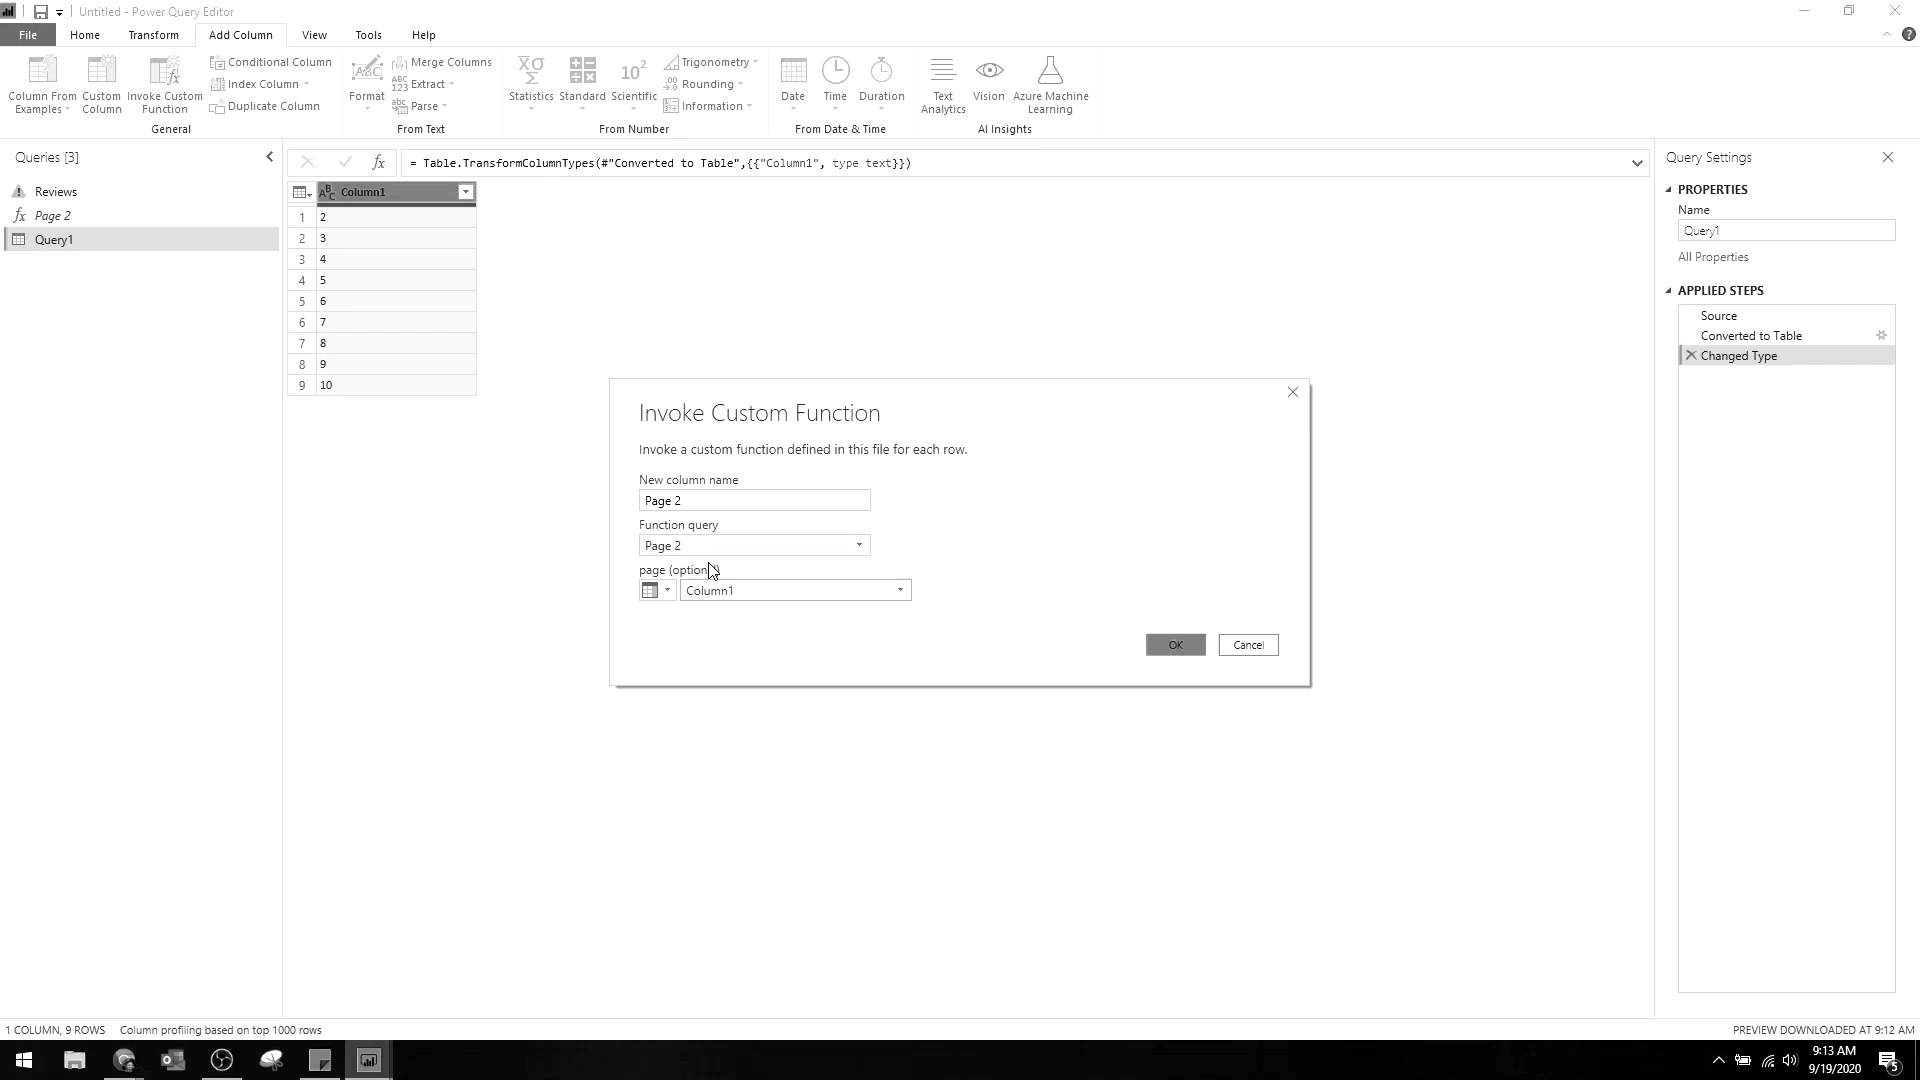 Untitled - Power Query Editor
File Home Transform Add Column View Tools Help
Column From Examples
Custom Column
Invoke Custom Function
Conditional Column
Index Column
Duplicate Column
General
Format
Merge Columns
Extract
Parse
From Text
Statistics
Standard
Scientific
Trigonometry
Rounding
Information
From Number
Date
Time
Duration
From Date & Time
Text Analytics
Vision
Azure Machine Learning
AI Insights
Queries [3]
Reviews
Page 2
Query1
= Table.TransformColumnTypes(#"Converted to Table",{{"Column1", type text}})
Column1
1 2
2 3
3 4
4 5
5 6
6 7
7 8
8 9
9 10
Invoke Custom Function
Invoke a custom function defined in this file for each row.
New column name
Page 2
Function query
Page 2
page
Column1
OK
Cancel
Query Settings
PROPERTIES
Name
Query1
All Properties
APPLIED STEPS
Source
Converted to Table
Changed Type
1 COLUMN, 9 ROWS Column profiling based on top 1000 rows
PREVIEW DOWNLOADED AT 9:12 AM
9:13 AM
9/19/2020
5